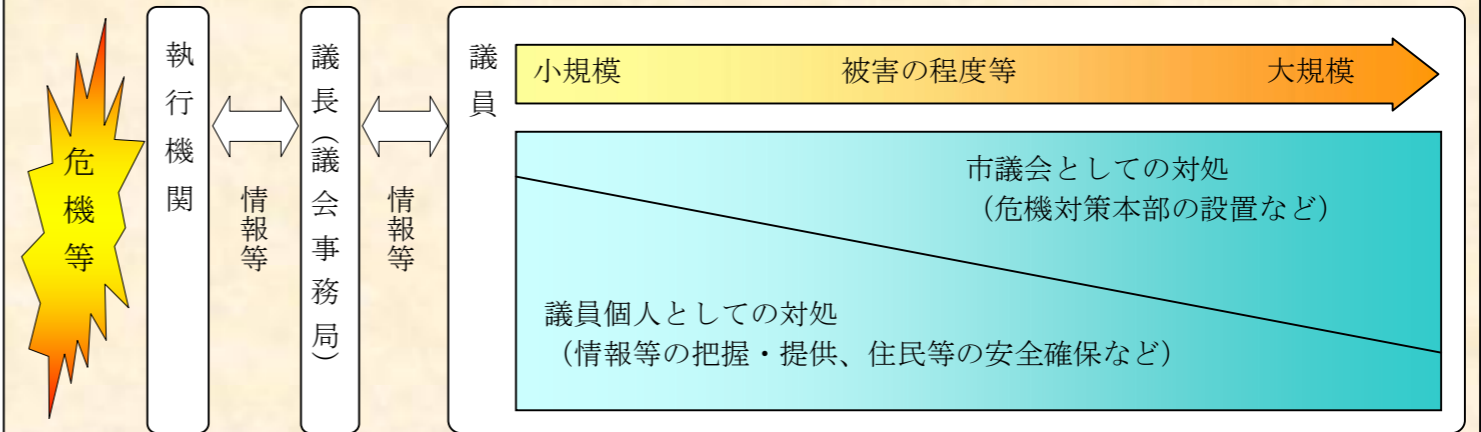 危機等
執行機関
情報等
議長（議会事務局）
情報等
議員
小規模
被害の程度等
大規模
市議会としての対処
（危機対策本部の設置など）
議員個人としての対処
（情報等の把握・提供、住民等の安全確保など）